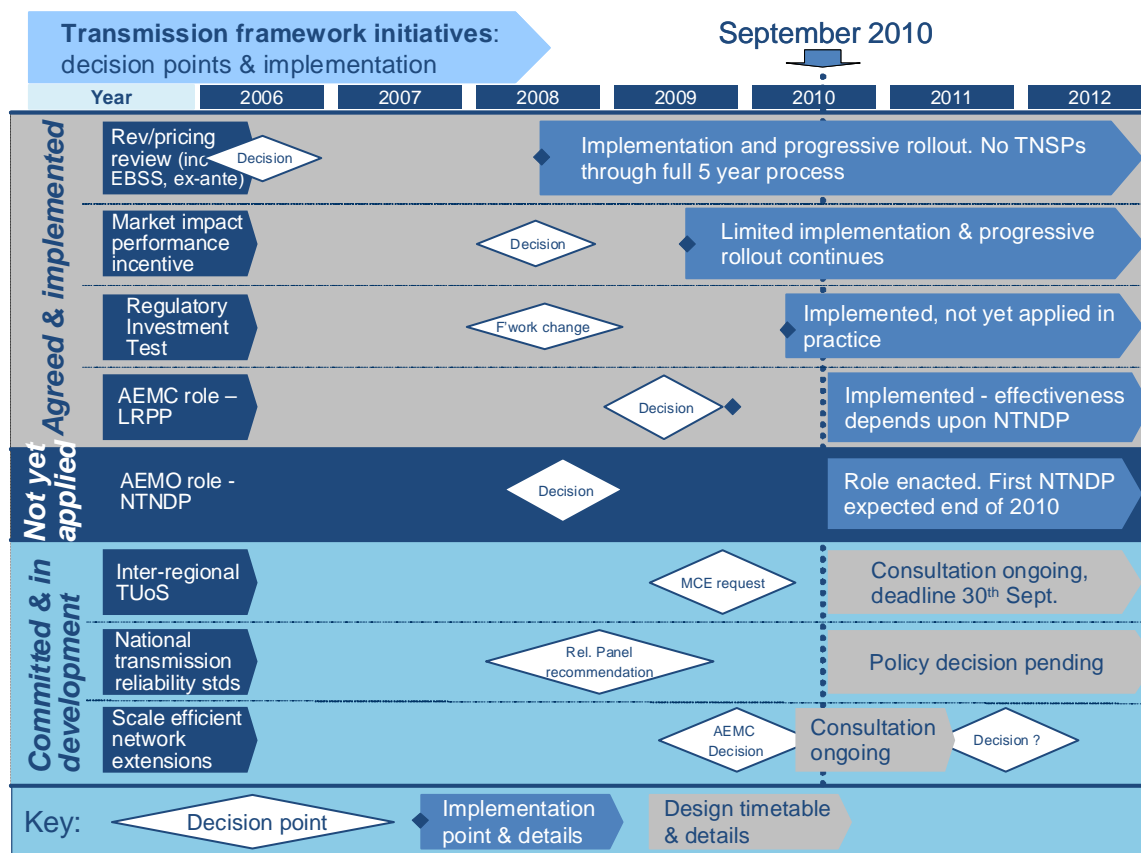 Transmission framework initiatives:
decision points & implementation
September 2010
Year 2006 2007 2008 2009 2010 2011 2012
Agreed & implemented
Rev/pricing
review (inc
EBSS, ex-ante)
Decision
Implementation and progressive rollout. No TNSPs
through full 5 year process
Market impact
performance
incentive
Decision
Limited implementation & progressive
rollout continues
Regulatory
Investment
Test
F'work change
Implemented, not yet applied in
practice
AEMC role –
LRPP
Decision
Implemented - effectiveness
depends upon NTNDP
Not yet
applied
AEMO role -
NTNDP
Decision
Role enacted. First NTNDP
expected end of 2010
Committed & in
development
Inter-regional
TUoS
MCE request
Consultation ongoing,
deadline 30th Sept.
National
transmission
reliability stds
Rel. Panel
recommendation
Policy decision pending
Scale efficient
network
extensions
AEMC
Decision
Consultation
ongoing
Decision ?
Key:
Decision point
Implementation
point & details
Design timetable
& details